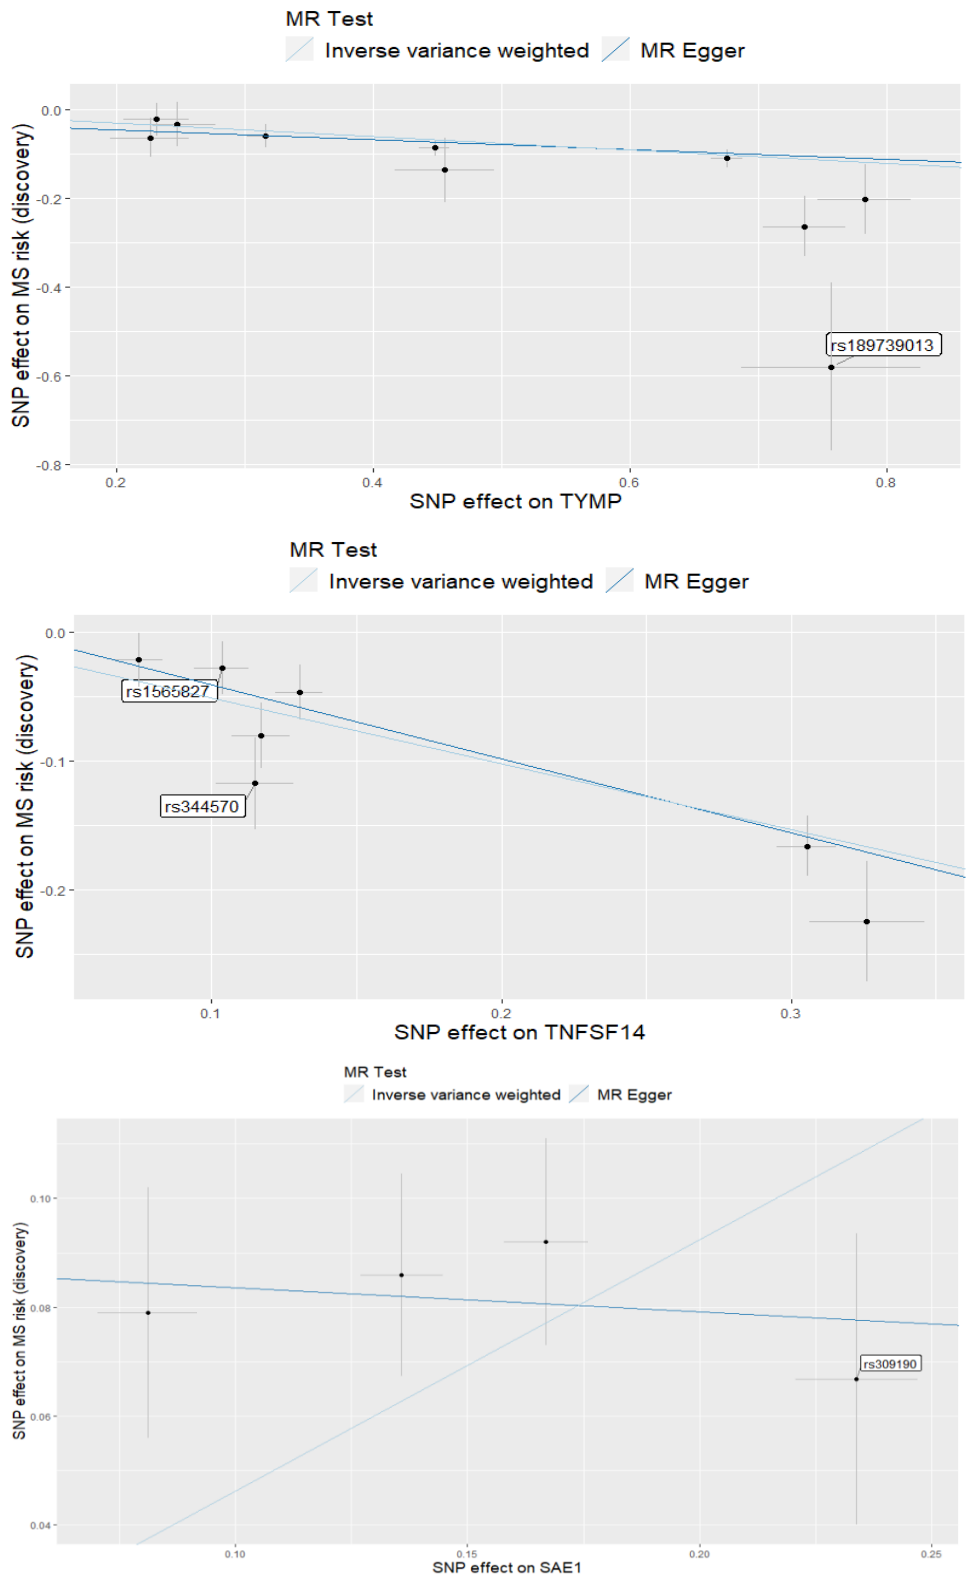 MR Test
Inverse variance weighted MR Egger
SNP effect on MS risk (discovery)
0.0
-0.2
-0.4
-0.6
-0.8
rs189739013
0.2 0.4 0.6 0.8
SNP effect on TYMP
MR Test
Inverse variance weighted MR Egger
SNP effect on MS risk (discovery)
0.0
-0.1
-0.2
rs1565827
rs344570
0.1 0.2 0.3
SNP effect on TNFSF14
MR Test
Inverse variance weighted MR Egger
SNP effect on MS risk (discovery)
0.10
0.08
0.06
0.04
rs309190
0.10 0.15 0.20 0.25
SNP effect on SAE1